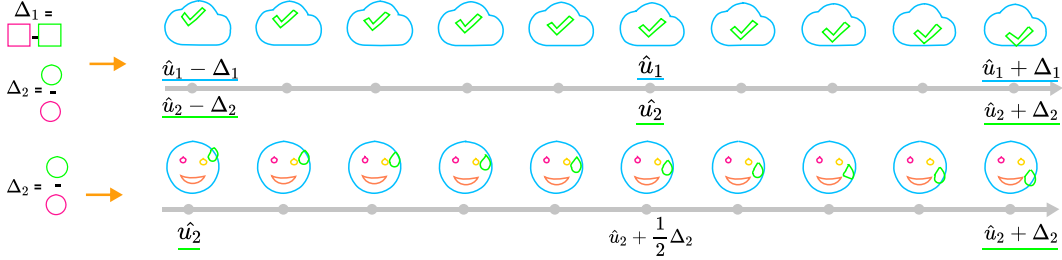 Δ₁ =
-
û₁ − Δ₁ û₁ û₁ + Δ₁
Δ₂ = -
û₂ − Δ₂ û₂ û₂ + Δ₂
Δ₂ = -
û₂ û₂ + 1/2 Δ₂ û₂ + Δ₂